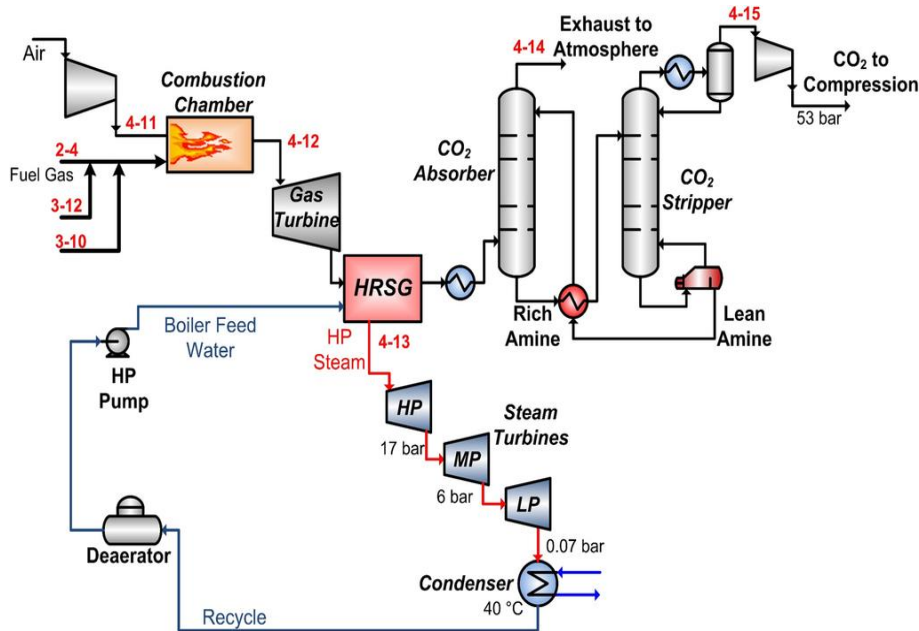 Air
Combustion
Chamber
4-11
4-12
2-4
Fuel Gas
3-12
3-10
Gas
Turbine
HRSG
Boiler Feed
Water
HP
Steam
4-13
HP
Pump
Deaerator
Recycle
HP
17 bar
MP
Steam
Turbines
6 bar
LP
0.07 bar
Condenser
40 °C
4-14
Exhaust to
Atmosphere
CO₂
Absorber
Rich
Amine
CO₂
Stripper
Lean
Amine
4-15
CO₂ to
Compression
53 bar